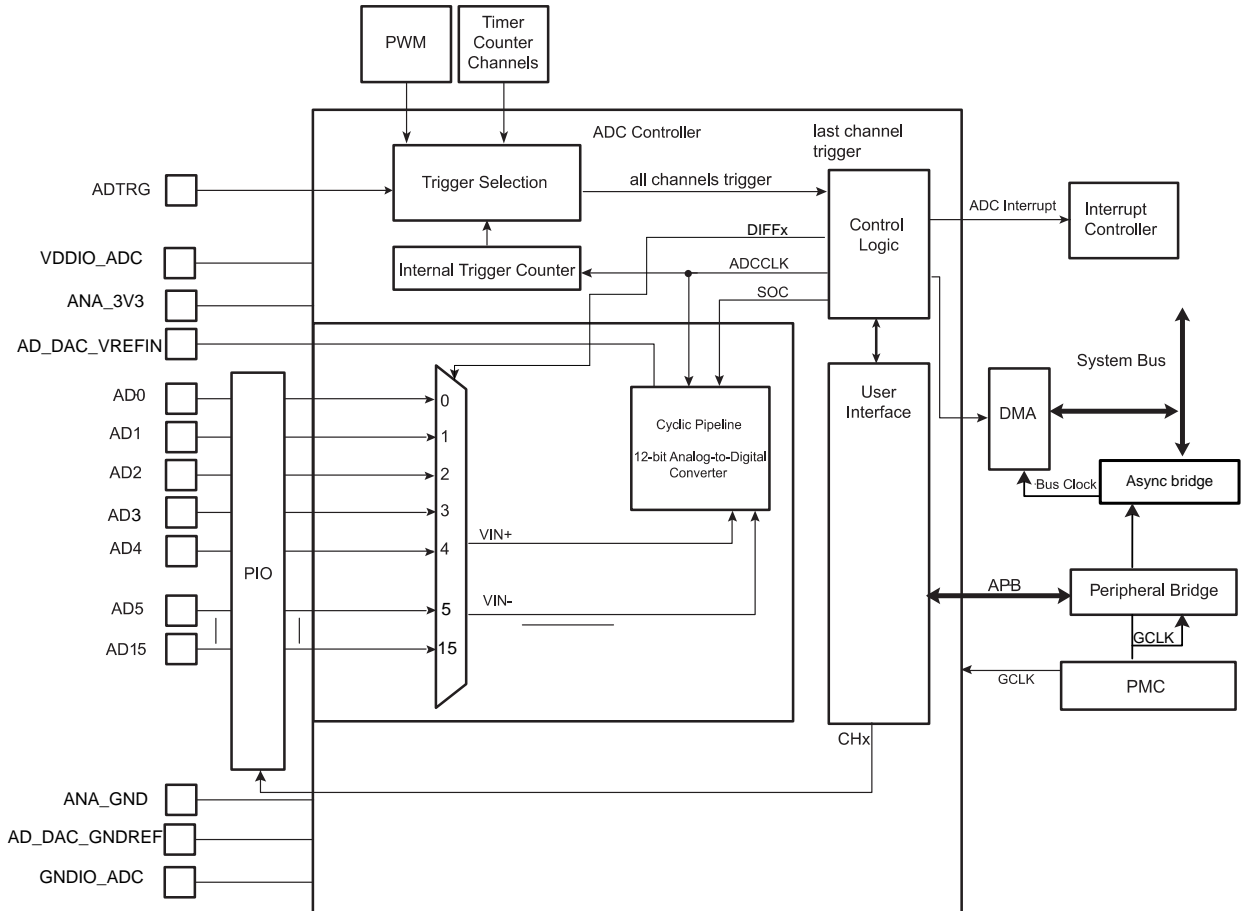 PWM
Timer
Counter
Channels
ADC Controller
last channel
trigger
ADTRG
Trigger Selection
all channels trigger
Control
Logic
ADC Interrupt
Interrupt
Controller
DIFFx
VDDIO_ADC
Internal Trigger Counter
ADCCLK
ANA_3V3
SOC
AD_DAC_VREFIN
System Bus
User
Interface
DMA
AD0
0
AD1
1
Cyclic Pipeline
12-bit Analog-to-Digital
Converter
AD2
2
Bus Clock
Async bridge
AD3
3
AD4
4
VIN+
PIO
APB
Peripheral Bridge
AD5
5
VIN-
GCLK
AD15
15
GCLK
PMC
CHx
ANA_GND
AD_DAC_GNDREF
GNDIO_ADC